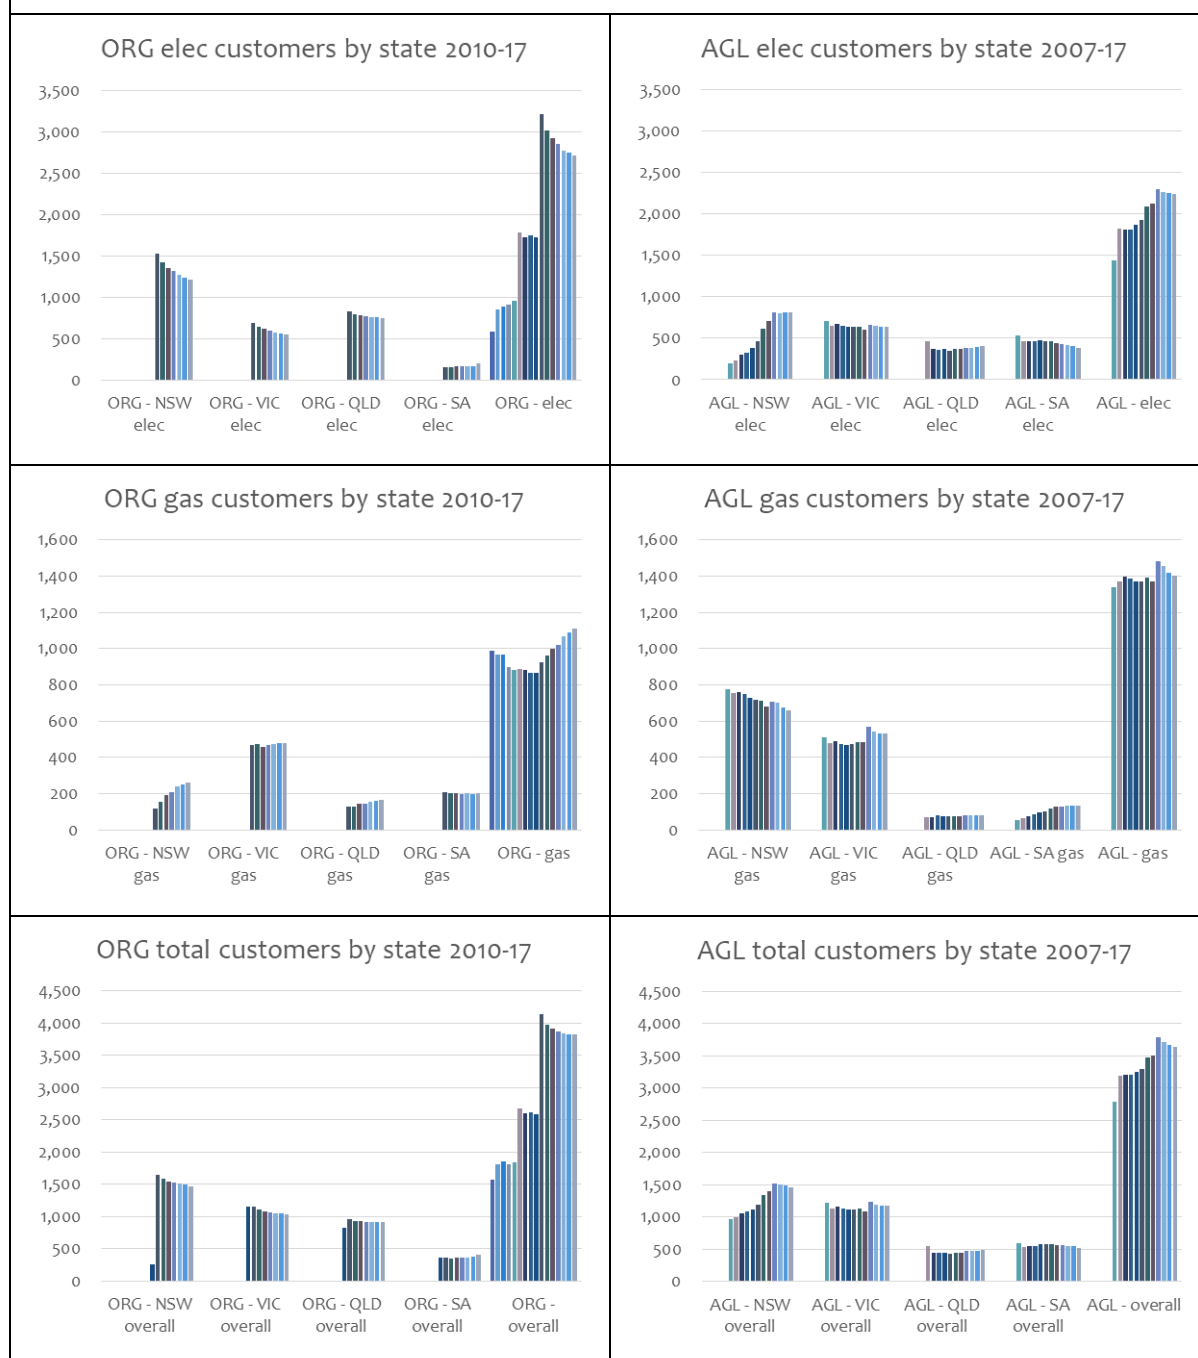 ORG elec customers by state 2010-17
3,500
3,000
2,500
2,000
1,500
1,000
500
0
ORG - NSW elec
ORG - VIC elec
ORG - QLD elec
ORG - SA elec
ORG - elec
AGL elec customers by state 2007-17
3,500
3,000
2,500
2,000
1,500
1,000
500
0
AGL - NSW elec
AGL - VIC elec
AGL - QLD elec
AGL - SA elec
AGL - elec
ORG gas customers by state 2010-17
1,600
1,400
1,200
1,000
800
600
400
200
0
ORG - NSW gas
ORG - VIC gas
ORG - QLD gas
ORG - SA gas
ORG - gas
AGL gas customers by state 2007-17
1,600
1,400
1,200
1,000
800
600
400
200
0
AGL - NSW gas
AGL - VIC gas
AGL - QLD gas
AGL - SA gas
AGL - gas
ORG total customers by state 2010-17
4,500
4,000
3,500
3,000
2,500
2,000
1,500
1,000
500
0
ORG - NSW overall
ORG - VIC overall
ORG - QLD overall
ORG - SA overall
ORG - overall
AGL total customers by state 2007-17
4,500
4,000
3,500
3,000
2,500
2,000
1,500
1,000
500
0
AGL - NSW overall
AGL - VIC overall
AGL - QLD overall
AGL - SA overall
AGL - overall